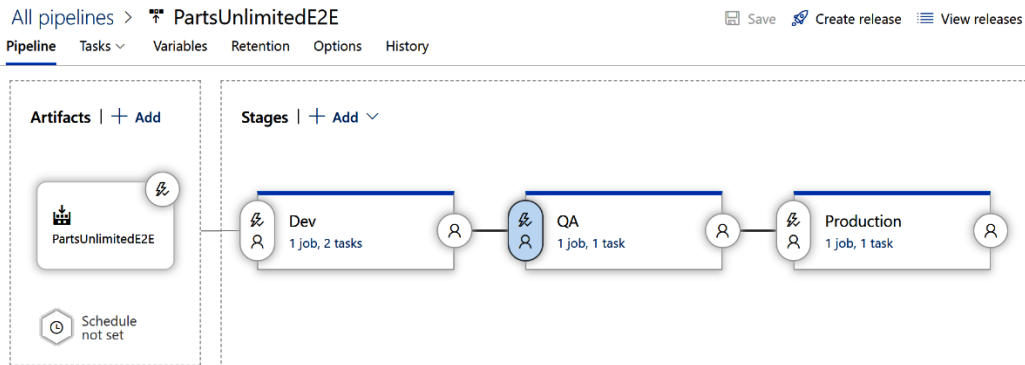 All pipelines > PartsUnlimitedE2E
Save Create release View releases
Pipeline Tasks Variables Retention Options History
Artifacts | + Add
Stages | + Add
PartsUnlimitedE2E
Dev
1 job, 2 tasks
QA
1 job, 1 task
Production
1 job, 1 task
Schedule
not set